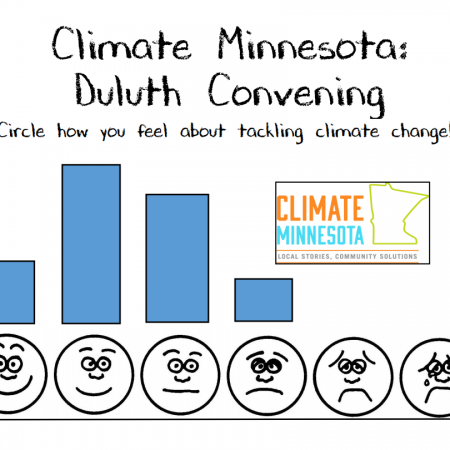 Climate Minnesota:
Duluth Convening
Circle how you feel about tackling climate change!
CLIMATE
MINNESOTA
LOCAL STORIES, COMMUNITY SOLUTIONS